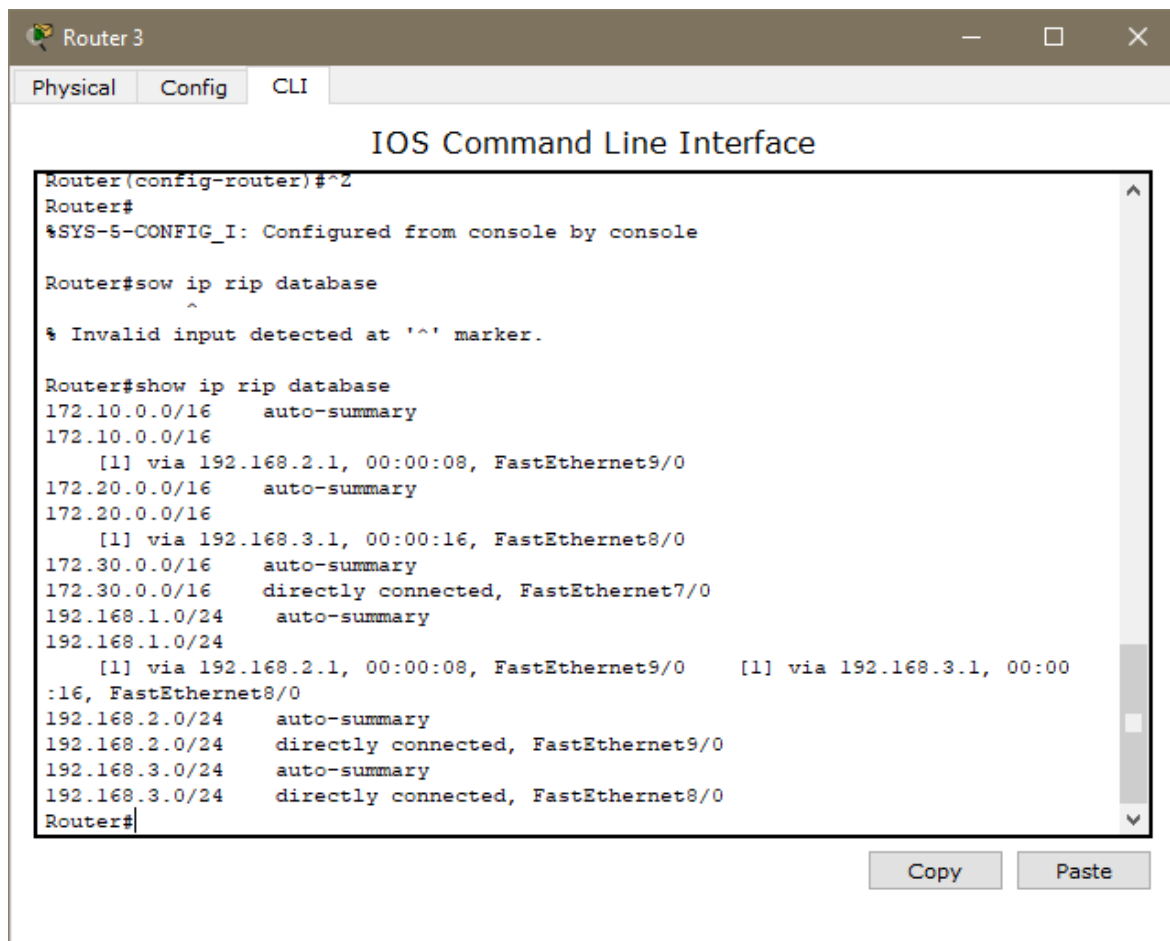 Router 3
Physical Config CLI
IOS Command Line Interface
Router(config-router)#^Z
Router#
%SYS-5-CONFIG_I: Configured from console by console
Router#sow ip rip database
^
% Invalid input detected at '^' marker.
Router#show ip rip database
172.10.0.0/16    auto-summary
172.10.0.0/16
    [1] via 192.168.2.1, 00:00:08, FastEthernet9/0
172.20.0.0/16    auto-summary
172.20.0.0/16
    [1] via 192.168.3.1, 00:00:16, FastEthernet8/0
172.30.0.0/16    auto-summary
172.30.0.0/16    directly connected, FastEthernet7/0
192.168.1.0/24    auto-summary
192.168.1.0/24
    [1] via 192.168.2.1, 00:00:08, FastEthernet9/0    [1] via 192.168.3.1, 00:00
:16, FastEthernet8/0
192.168.2.0/24    auto-summary
192.168.2.0/24    directly connected, FastEthernet9/0
192.168.3.0/24    auto-summary
192.168.3.0/24    directly connected, FastEthernet8/0
Router#
Copy Paste